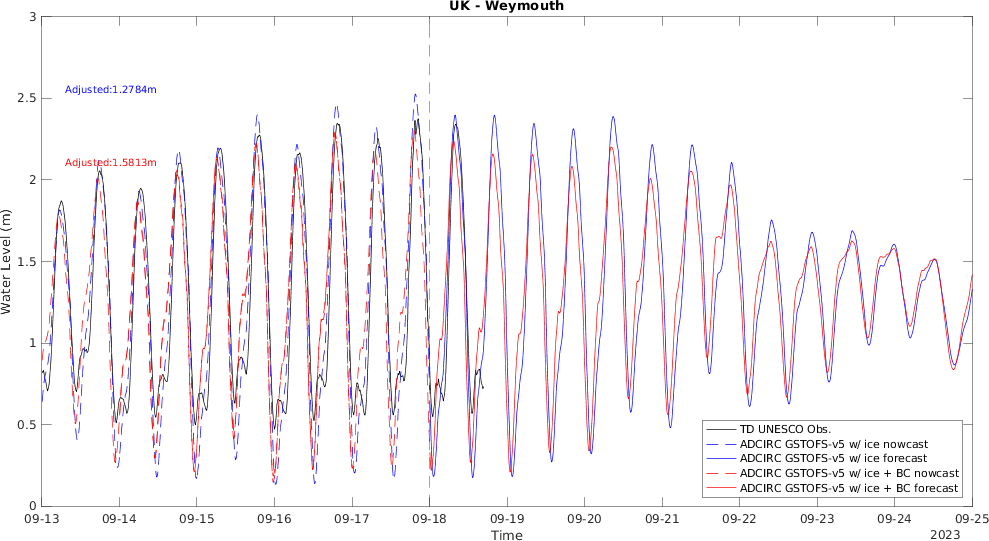 UK - Weymouth
3
2.5
2
1.5
1
0.5
0
Water Level (m)
Adjusted:1.2784m
Adjusted:1.5813m
TD UNESCO Obs.
ADCIRC GSTOFS-v5 w/ ice nowcast
ADCIRC GSTOFS-v5 w/ ice forecast
ADCIRC GSTOFS-v5 w/ ice + BC nowcast
ADCIRC GSTOFS-v5 w/ ice + BC forecast
09-13 09-14 09-15 09-16 09-17 09-18 09-19 09-20 09-21 09-22 09-23 09-24 09-25
Time
2023